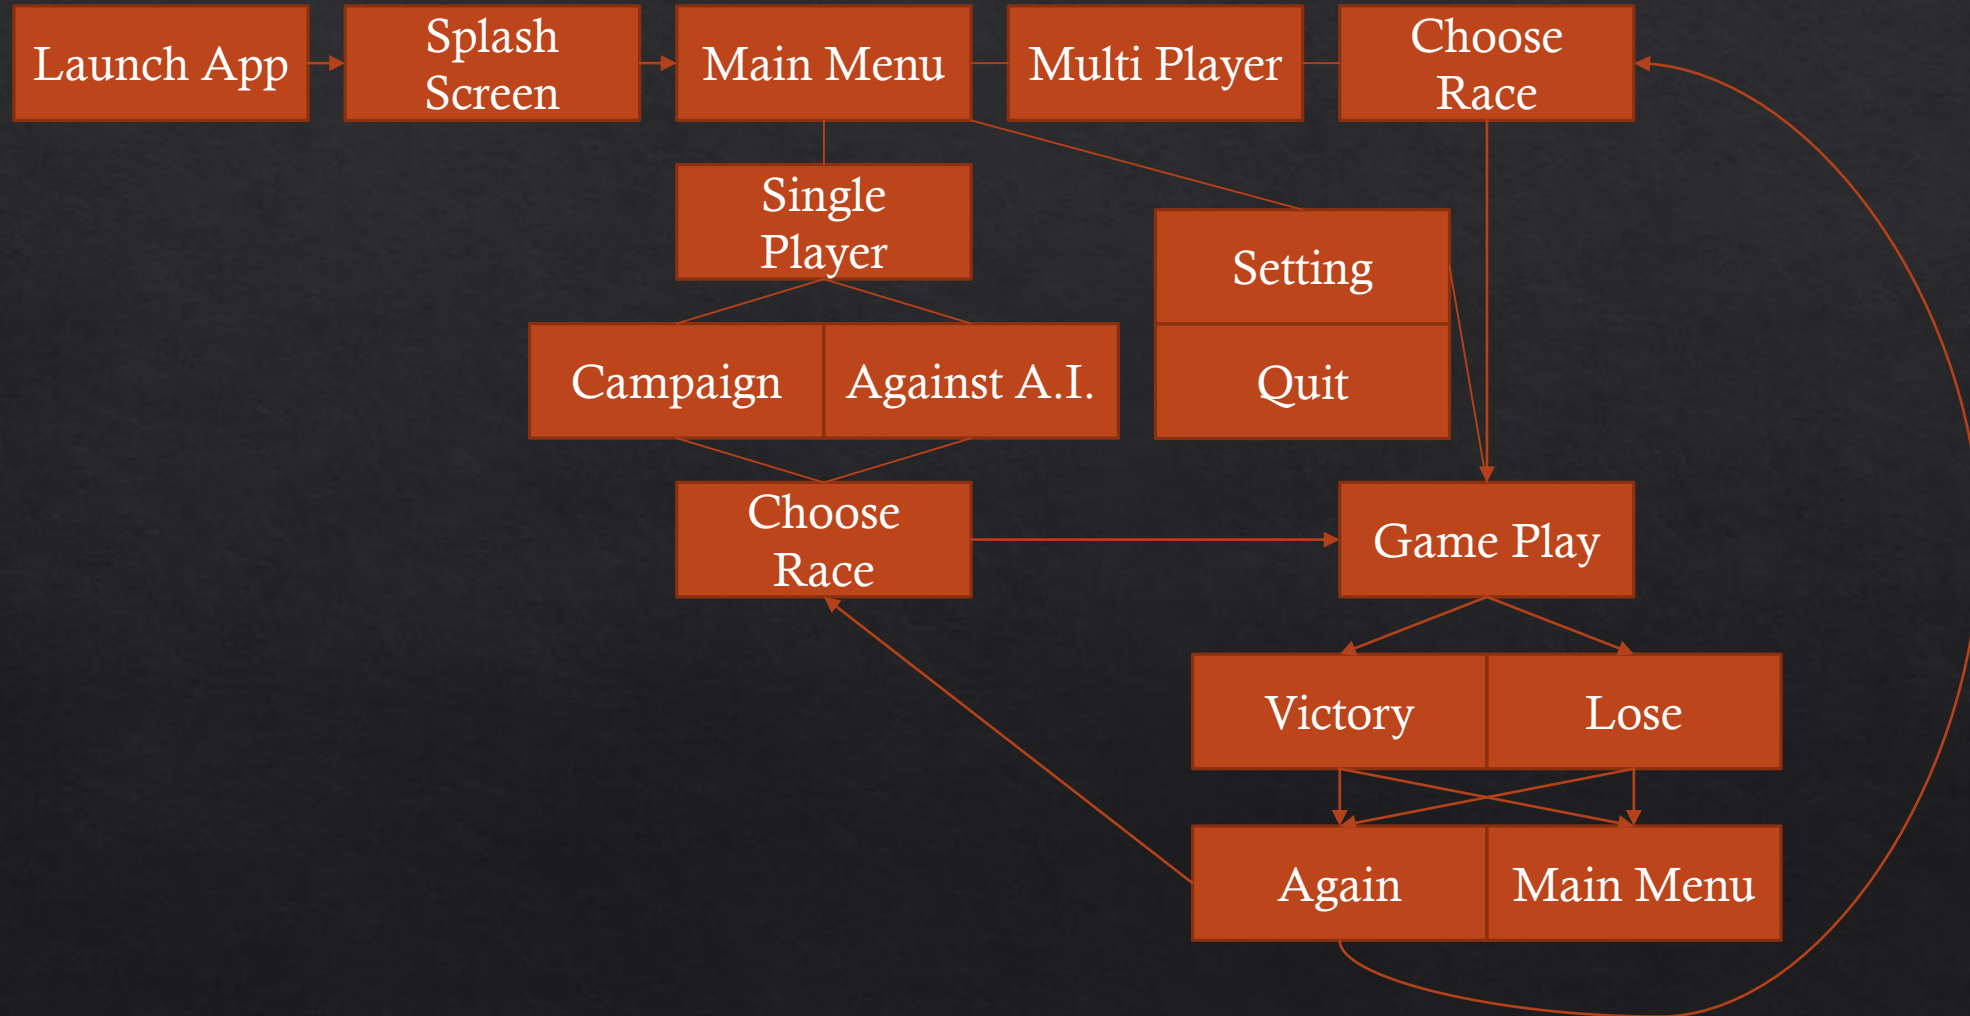 Launch App
Splash
Screen
Main Menu
Multi Player
Choose
Race
Single
Player
Setting
Campaign
Against A.I.
Quit
Choose
Race
Game Play
Victory
Lose
Again
Main Menu